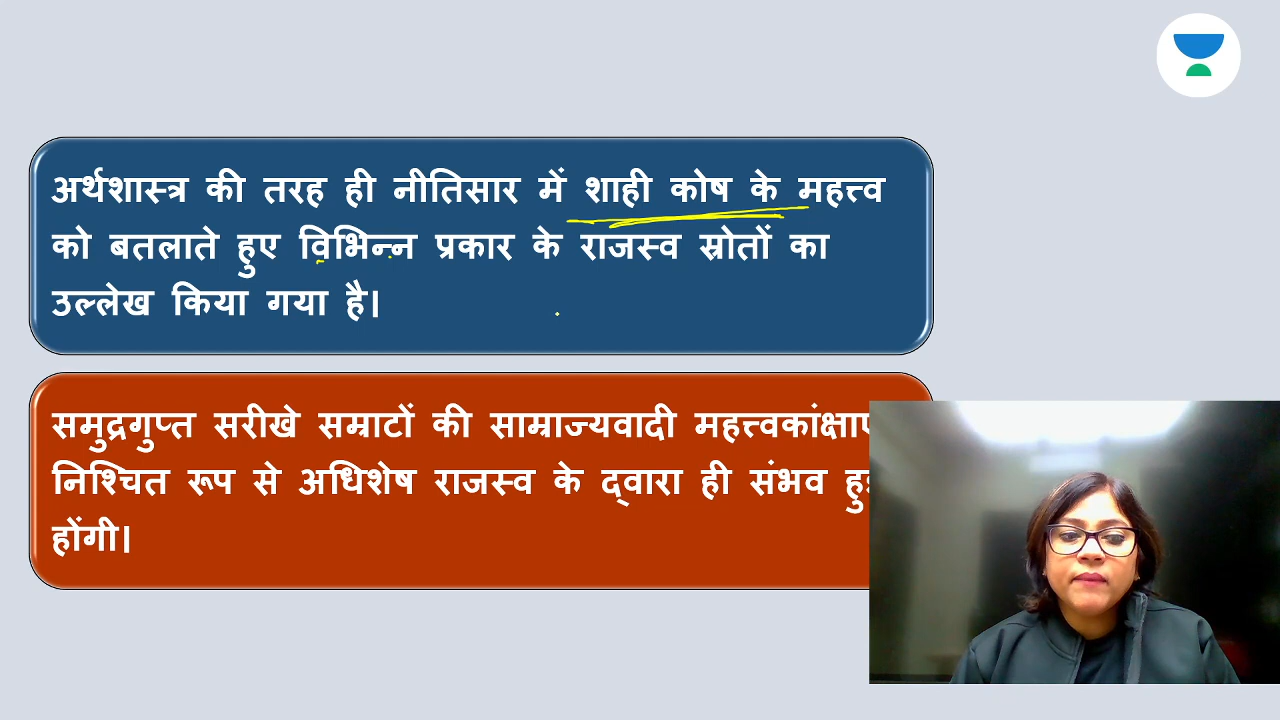 अर्थशास्त्र की तरह ही नीतिसार में शाही कोष के महत्त्व
को बतलाते हुए विभिन्न प्रकार के राजस्व स्रोतों का
उल्लेख किया गया है।
समुद्रगुप्त सरीखे सम्राटों की साम्राज्यवादी
निश्चित रूप से अधिशेष राजस्व के द्वारा ही संभव
होंगी।